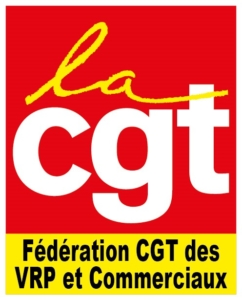 la
cgt
Fédération CGT des
VRP et Commerciaux